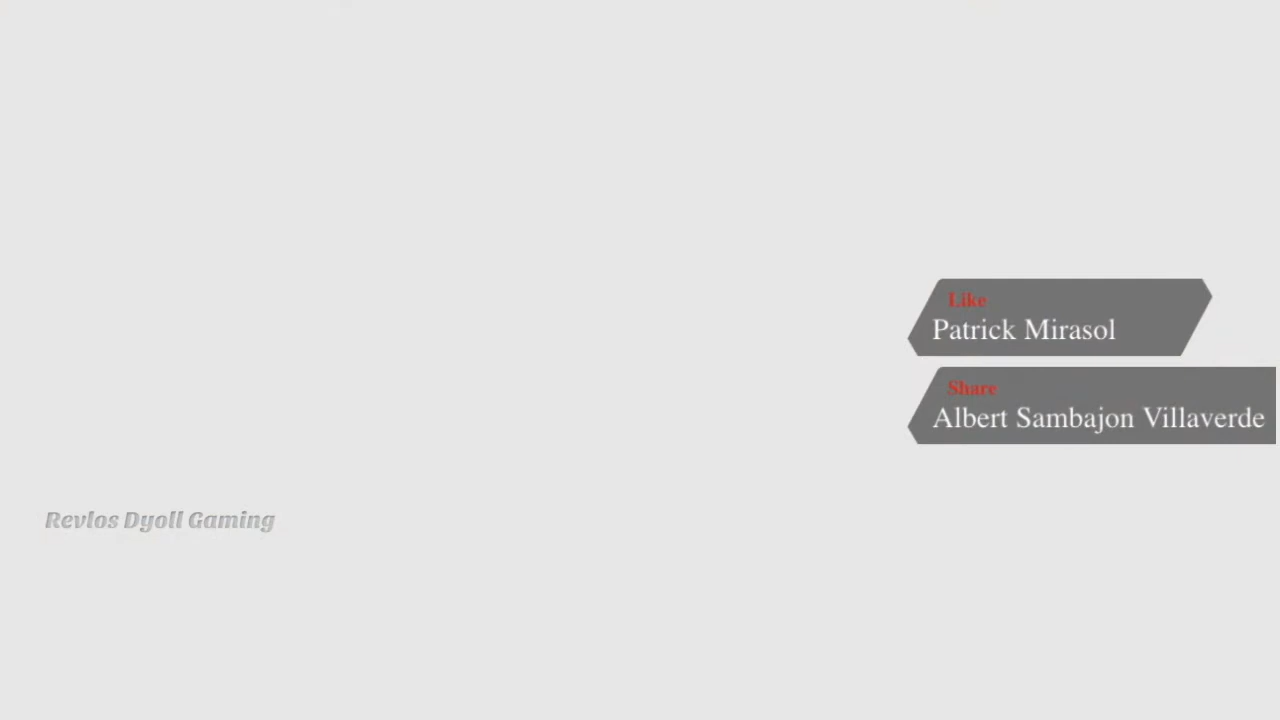 Like
Patrick Mirasol
Share
Albert Sambajon Villaverde
Revlos Dyoll Gaming